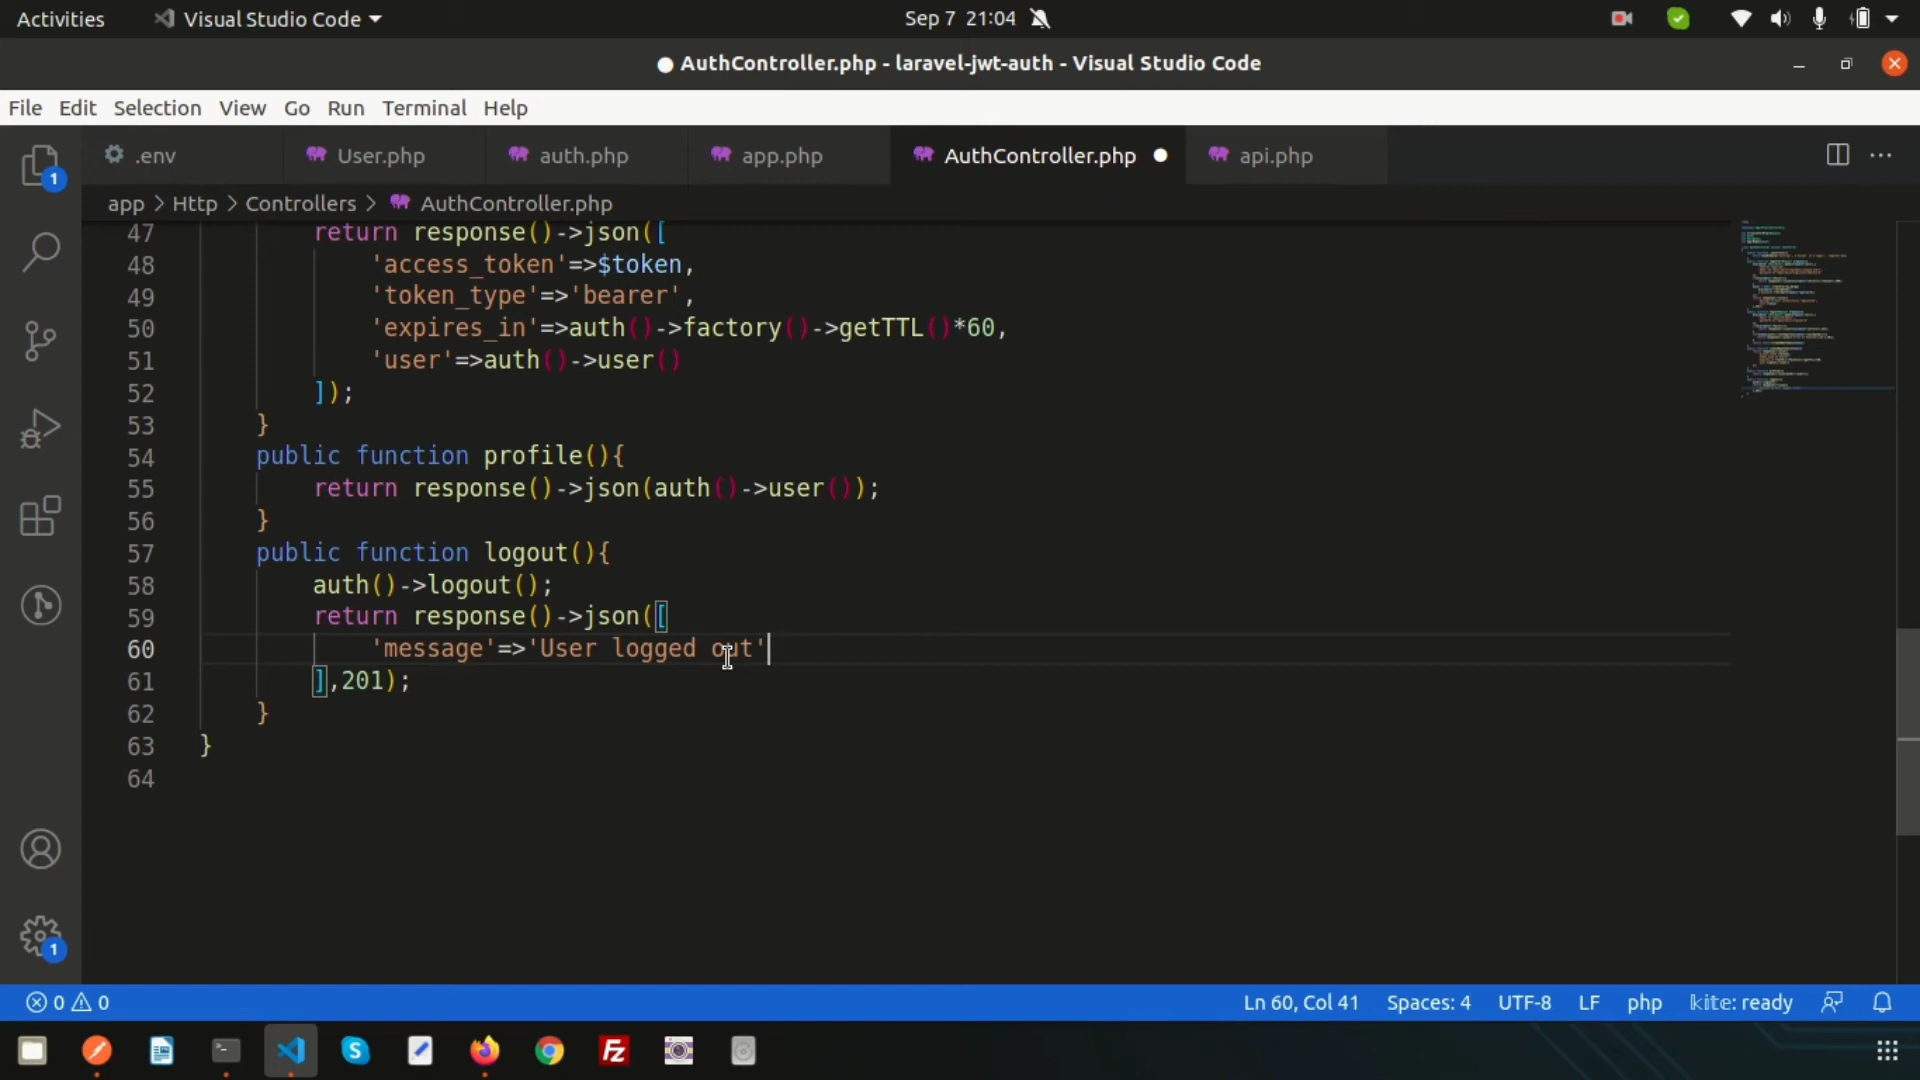 Activities
Visual Studio Code
Sep 7 21:04
AuthController.php - laravel-jwt-auth - Visual Studio Code
File Edit Selection View Go Run Terminal Help
.env User.php auth.php app.php AuthController.php api.php
app > Http > Controllers > AuthController.php
47 return response()->json([
48 'access_token'=>$token,
49 'token_type'=>'bearer',
50 'expires_in'=>auth()->factory()->getTTL()*60,
51 'user'=>auth()->user()
52 ]);
53 }
54 public function profile(){
55 return response()->json(auth()->user());
56 }
57 public function logout(){
58 auth()->logout();
59 return response()->json([
60 'message'=>'User logged out'
61 ],201);
62 }
63 }
64
1
1
0 0
Ln 60, Col 41 Spaces: 4 UTF-8 LF php kite: ready